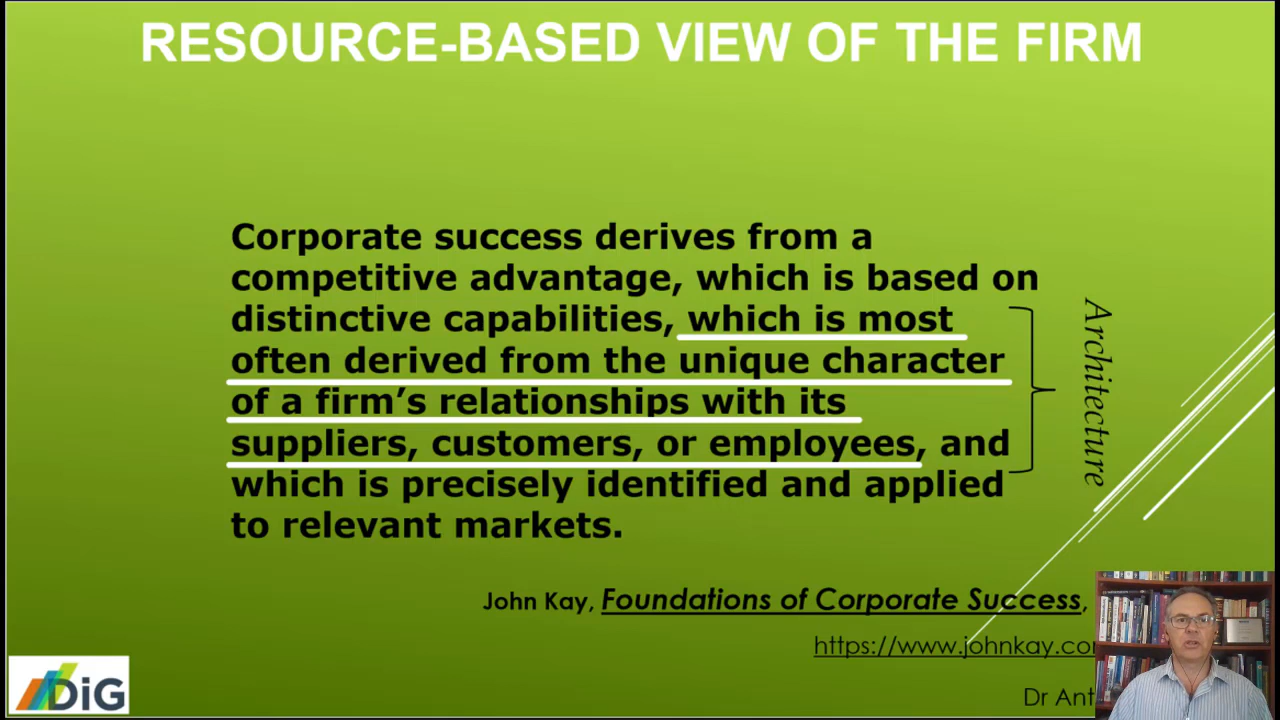 RESOURCE-BASED VIEW OF THE FIRM
Corporate success derives from a
competitive advantage, which is based on
distinctive capabilities, which is most
often derived from the unique character
of a firm’s relationships with its
suppliers, customers, or employees, and
which is precisely identified and applied
to relevant markets.
Architecture
John Kay, Foundations of Corporate Success,
https://www.johnkay.co
Dr Ant
DiG